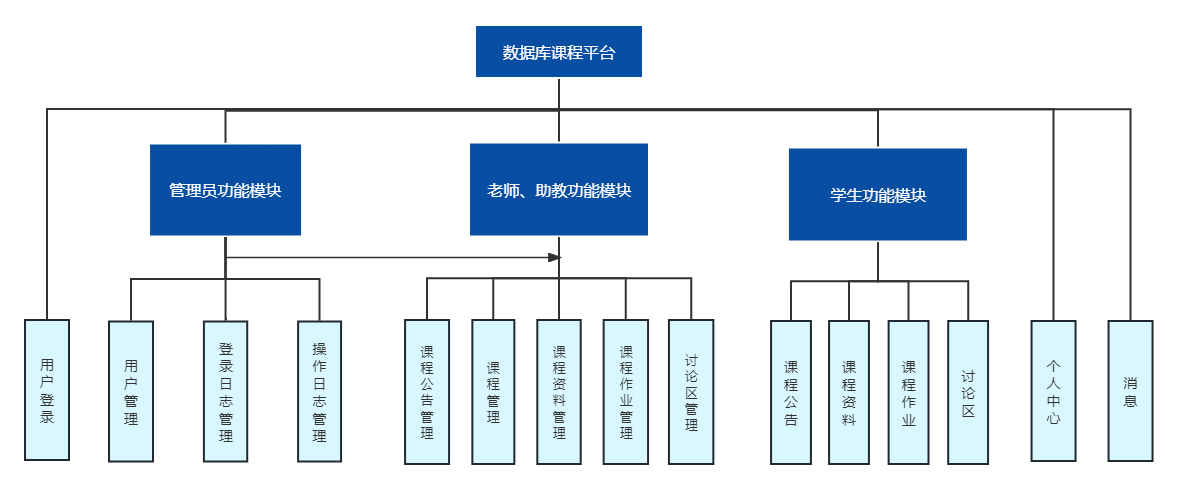 数据库课程平台
管理员功能模块
老师、助教功能模块
学生功能模块
用户登录
用户管理
登录日志管理
操作日志管理
课程公告管理
课程管理
课程资料管理
课程作业管理
讨论区管理
课程公告
课程资料
课程作业
讨论区
个人中心
消息